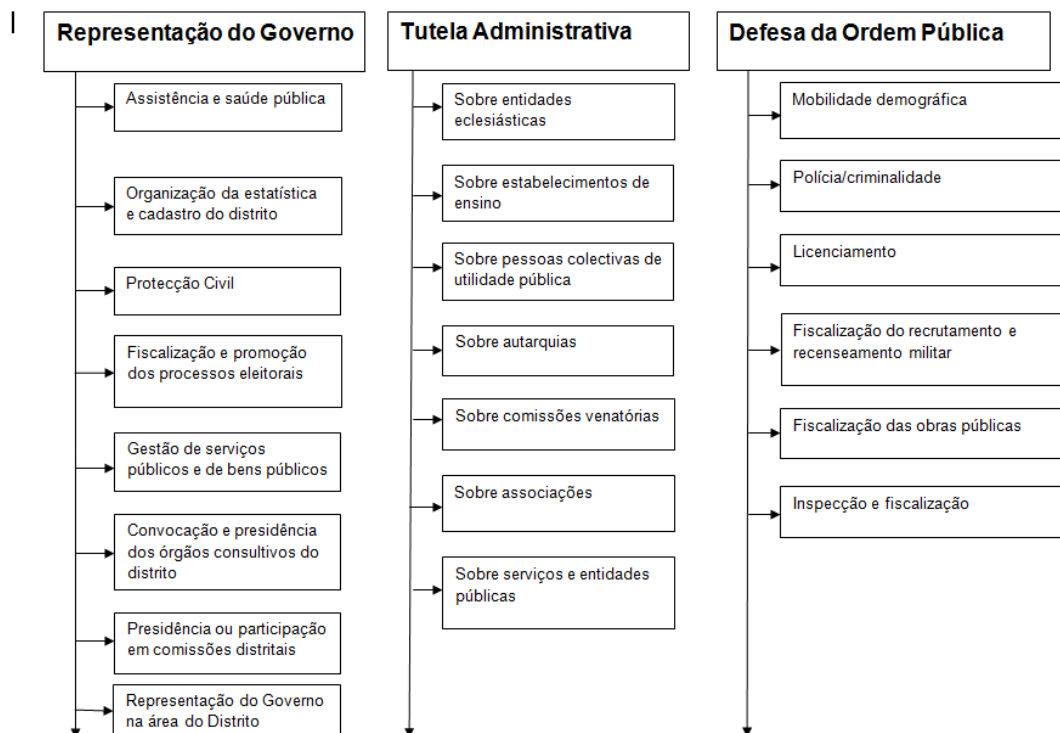 Representação do Governo
Assistência e saúde pública
Organização da estatística
e cadastro do distrito
Protecção Civil
Fiscalização e promoção
dos processos eleitorais
Gestão de serviços
públicos e de bens públicos
Convocação e presidência
dos órgãos consultivos do
distrito
Presidência ou participação
em comissões distritais
Representação do Governo
na área do Distrito
Tutela Administrativa
Sobre entidades
eclesiásticas
Sobre estabelecimentos de
ensino
Sobre pessoas colectivas de
utilidade pública
Sobre autarquias
Sobre comissões venatórias
Sobre associações
Sobre serviços e entidades
públicas
Defesa da Ordem Pública
Mobilidade demográfica
Polícia/criminalidade
Licenciamento
Fiscalização do recrutamento e
recenseamento militar
Fiscalização das obras públicas
Inspecção e fiscalização